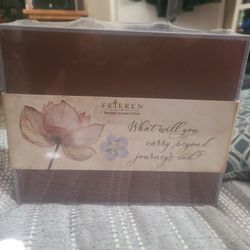 FRIEREN
What will you
carry beyond
journey's end?